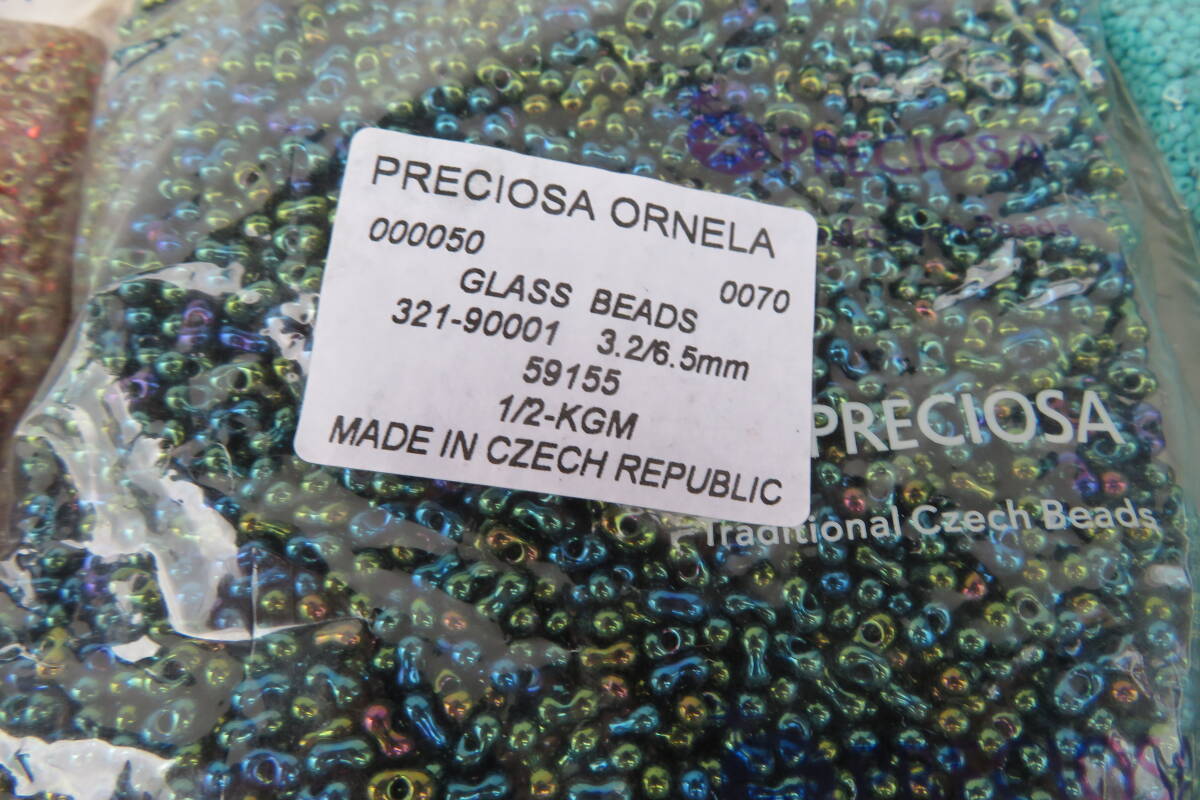 PRECIOSA ORNELA
000050
0070
GLASS BEADS
321-90001 3.2/6.5mm
59155
1/2-KGM
MADE IN CZECH REPUBLIC
PRECIOSA
PRECIOSA
Traditional Czech Beads